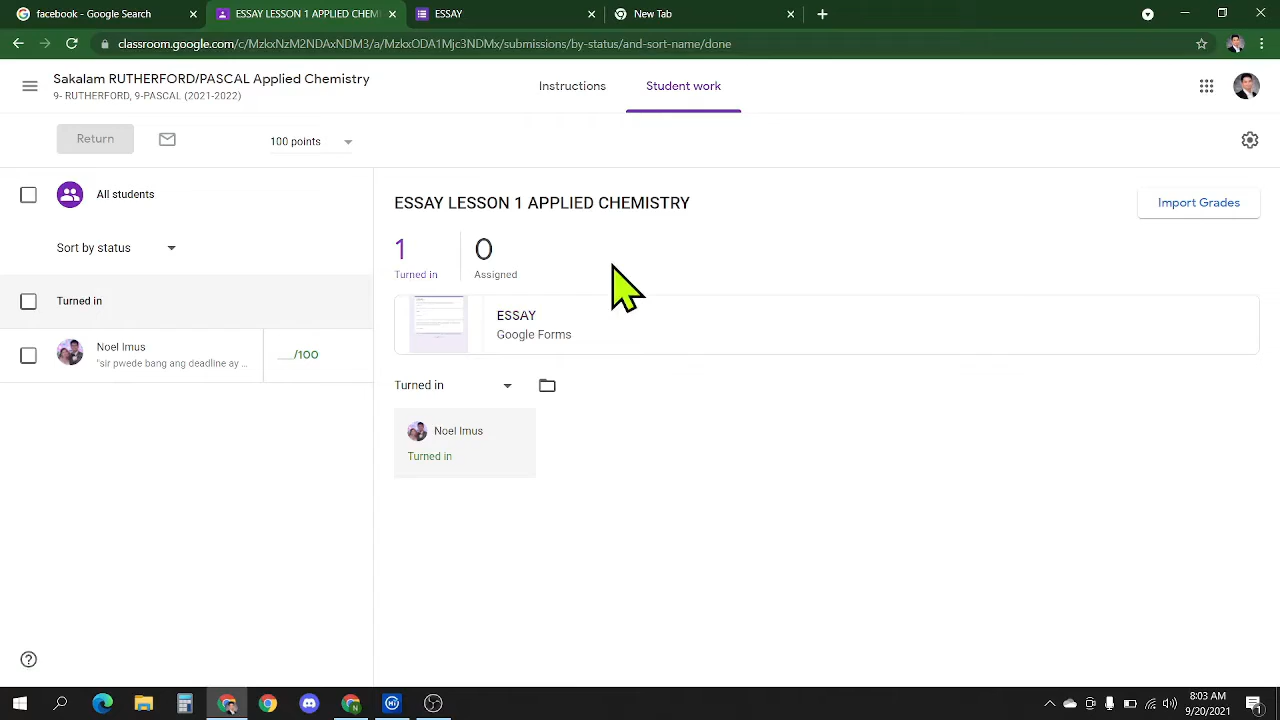 facebook - Google Search
ESSAY LESSON 1 APPLIED CHEMI
ESSAY
New Tab
classroom.google.com/c/MzkxNzM2NDAxNDM3/a/MzkxODA1Mjc3NDMx/submissions/by-status/and-sort-name/done
Sakalam RUTHERFORD/PASCAL Applied Chemistry
9- RUTHERFORD, 9-PASCAL (2021-2022)
Instructions
Student work
Return
100 points
All students
Sort by status
Turned in
Noel Imus
"sir pwede bang ang deadline ay ...
__/100
ESSAY LESSON 1 APPLIED CHEMISTRY
Import Grades
1
Turned in
0
Assigned
ESSAY
Google Forms
Turned in
Noel Imus
Turned in
8:03 AM
9/20/2021